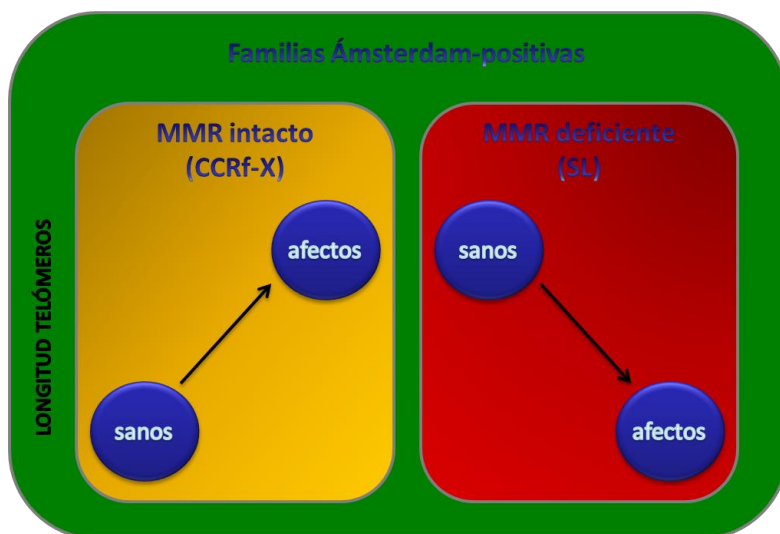 Familias Ámsterdam-positivas
MMR intacto
(CCRf-X)
MMR deficiente
(SL)
LONGITUD TELÓMEROS
afectos
sanos
sanos
afectos